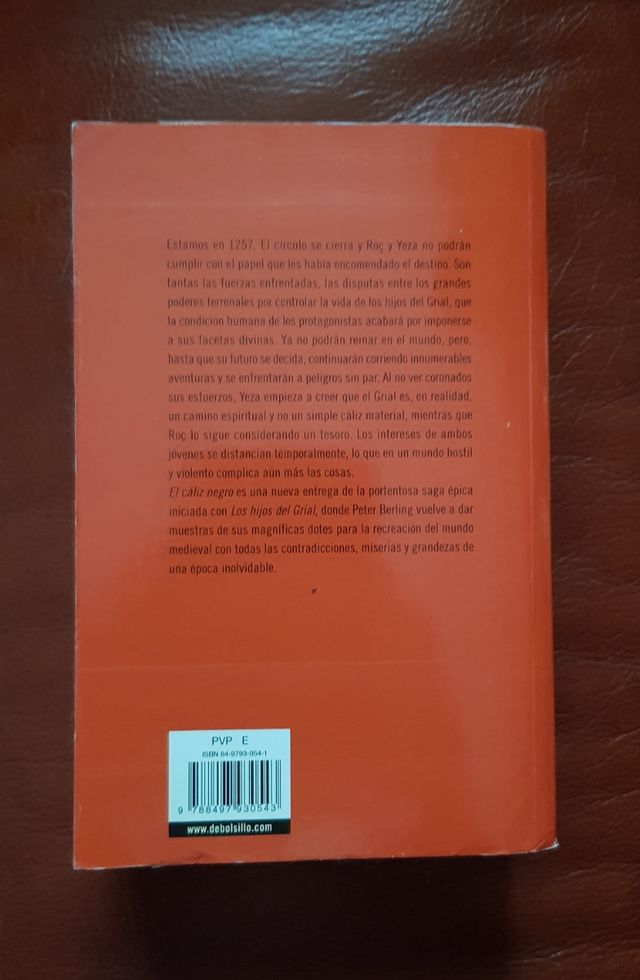 Estamos en 1257. El círculo se cierra y Roç y Yeza no podrán
cumplir con el papel que les había encomendado el destino. Son
tantas las fuerzas enfrentadas, las disputas entre los grandes
poderes terrenales por controlar la vida de los hijos del Grial, que
la condición humana de los protagonistas acabará por imponerse
a sus facetas divinas. Ya no podrán reinar en el mundo, pero,
hasta que su futuro se decida, continuarán corriendo innumerables
aventuras y se enfrentarán a peligros sin par. Al no ver coronados
sus esfuerzos, Yeza empieza a creer que el Grial es, en realidad,
un camino espiritual y no un simple cáliz material, mientras que
Roç lo sigue considerando un tesoro. Los intereses de ambos
jóvenes se distancian temporalmente, lo que en un mundo hostil
y violento complica aún más las cosas.
El cáliz negro es una nueva entrega de la portentosa saga épica
iniciada con Los hijos del Grial, donde Peter Berling vuelve a dar
muestras de sus magníficas dotes para la recreación del mundo
medieval con todas las contradicciones, miserias y grandezas de
una época inolvidable.
PVP E
ISBN 84-9793-054-1
9 788497 930543
www.debolsillo.com